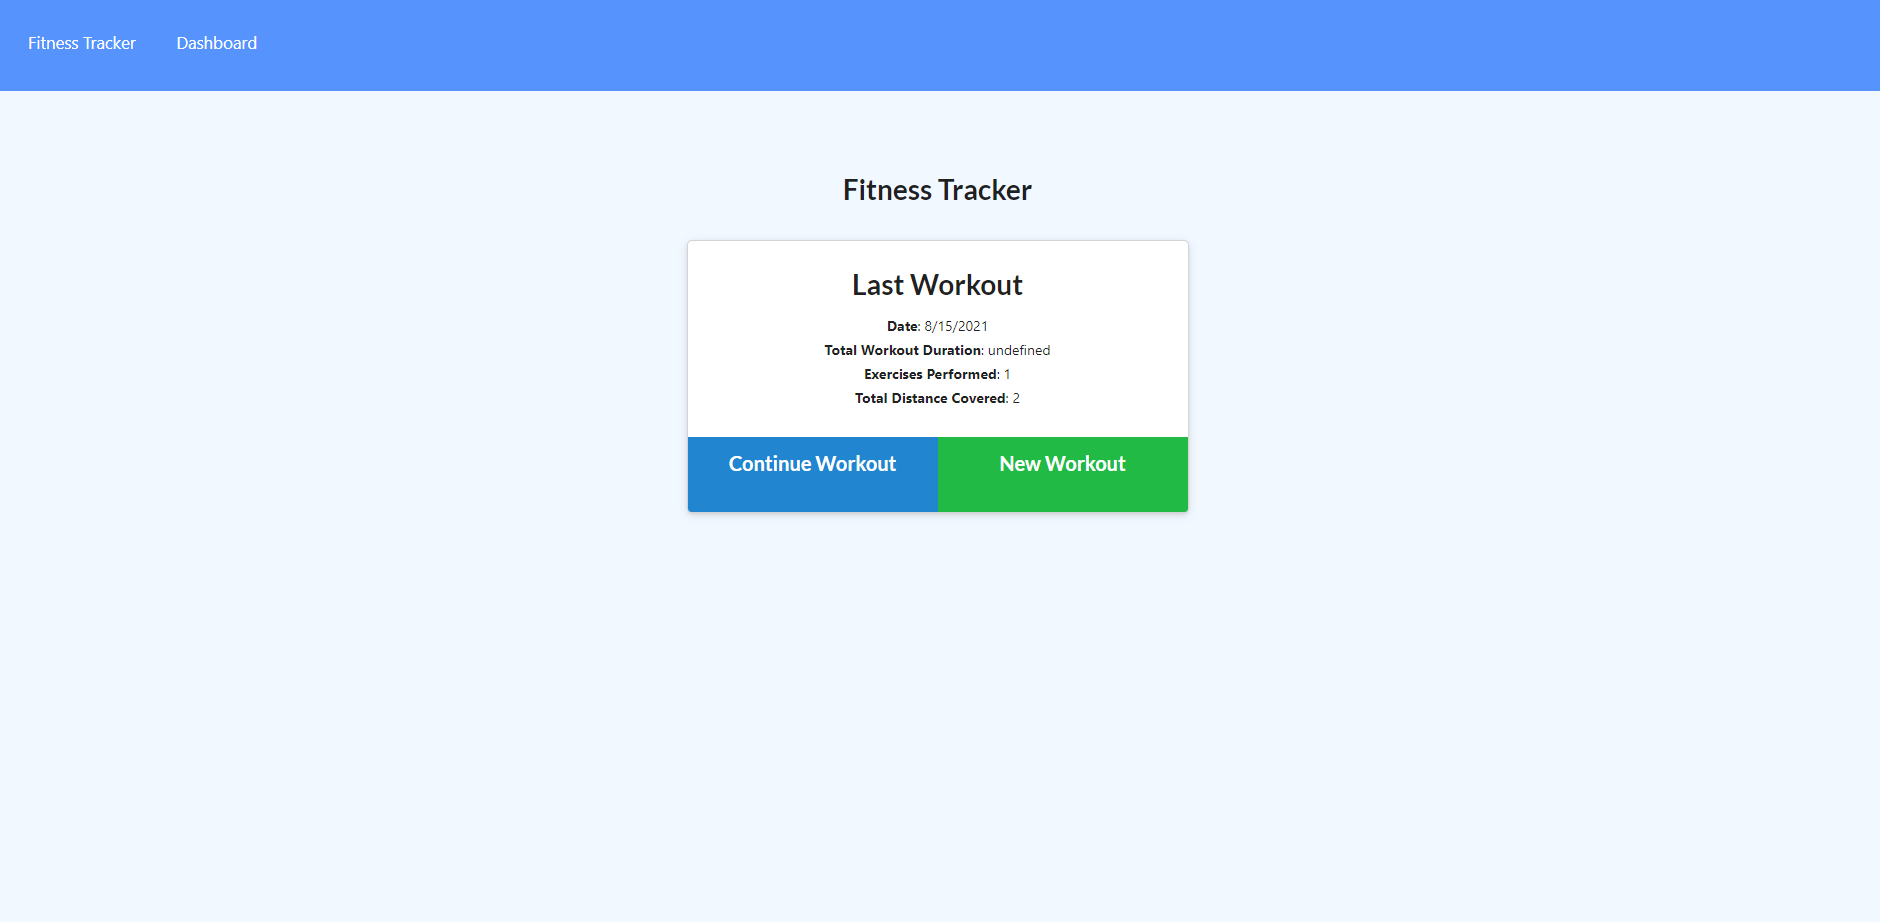 Fitness Tracker Dashboard
Fitness Tracker
Last Workout
Date: 8/15/2021
Total Workout Duration: undefined
Exercises Performed: 1
Total Distance Covered: 2
Continue Workout New Workout